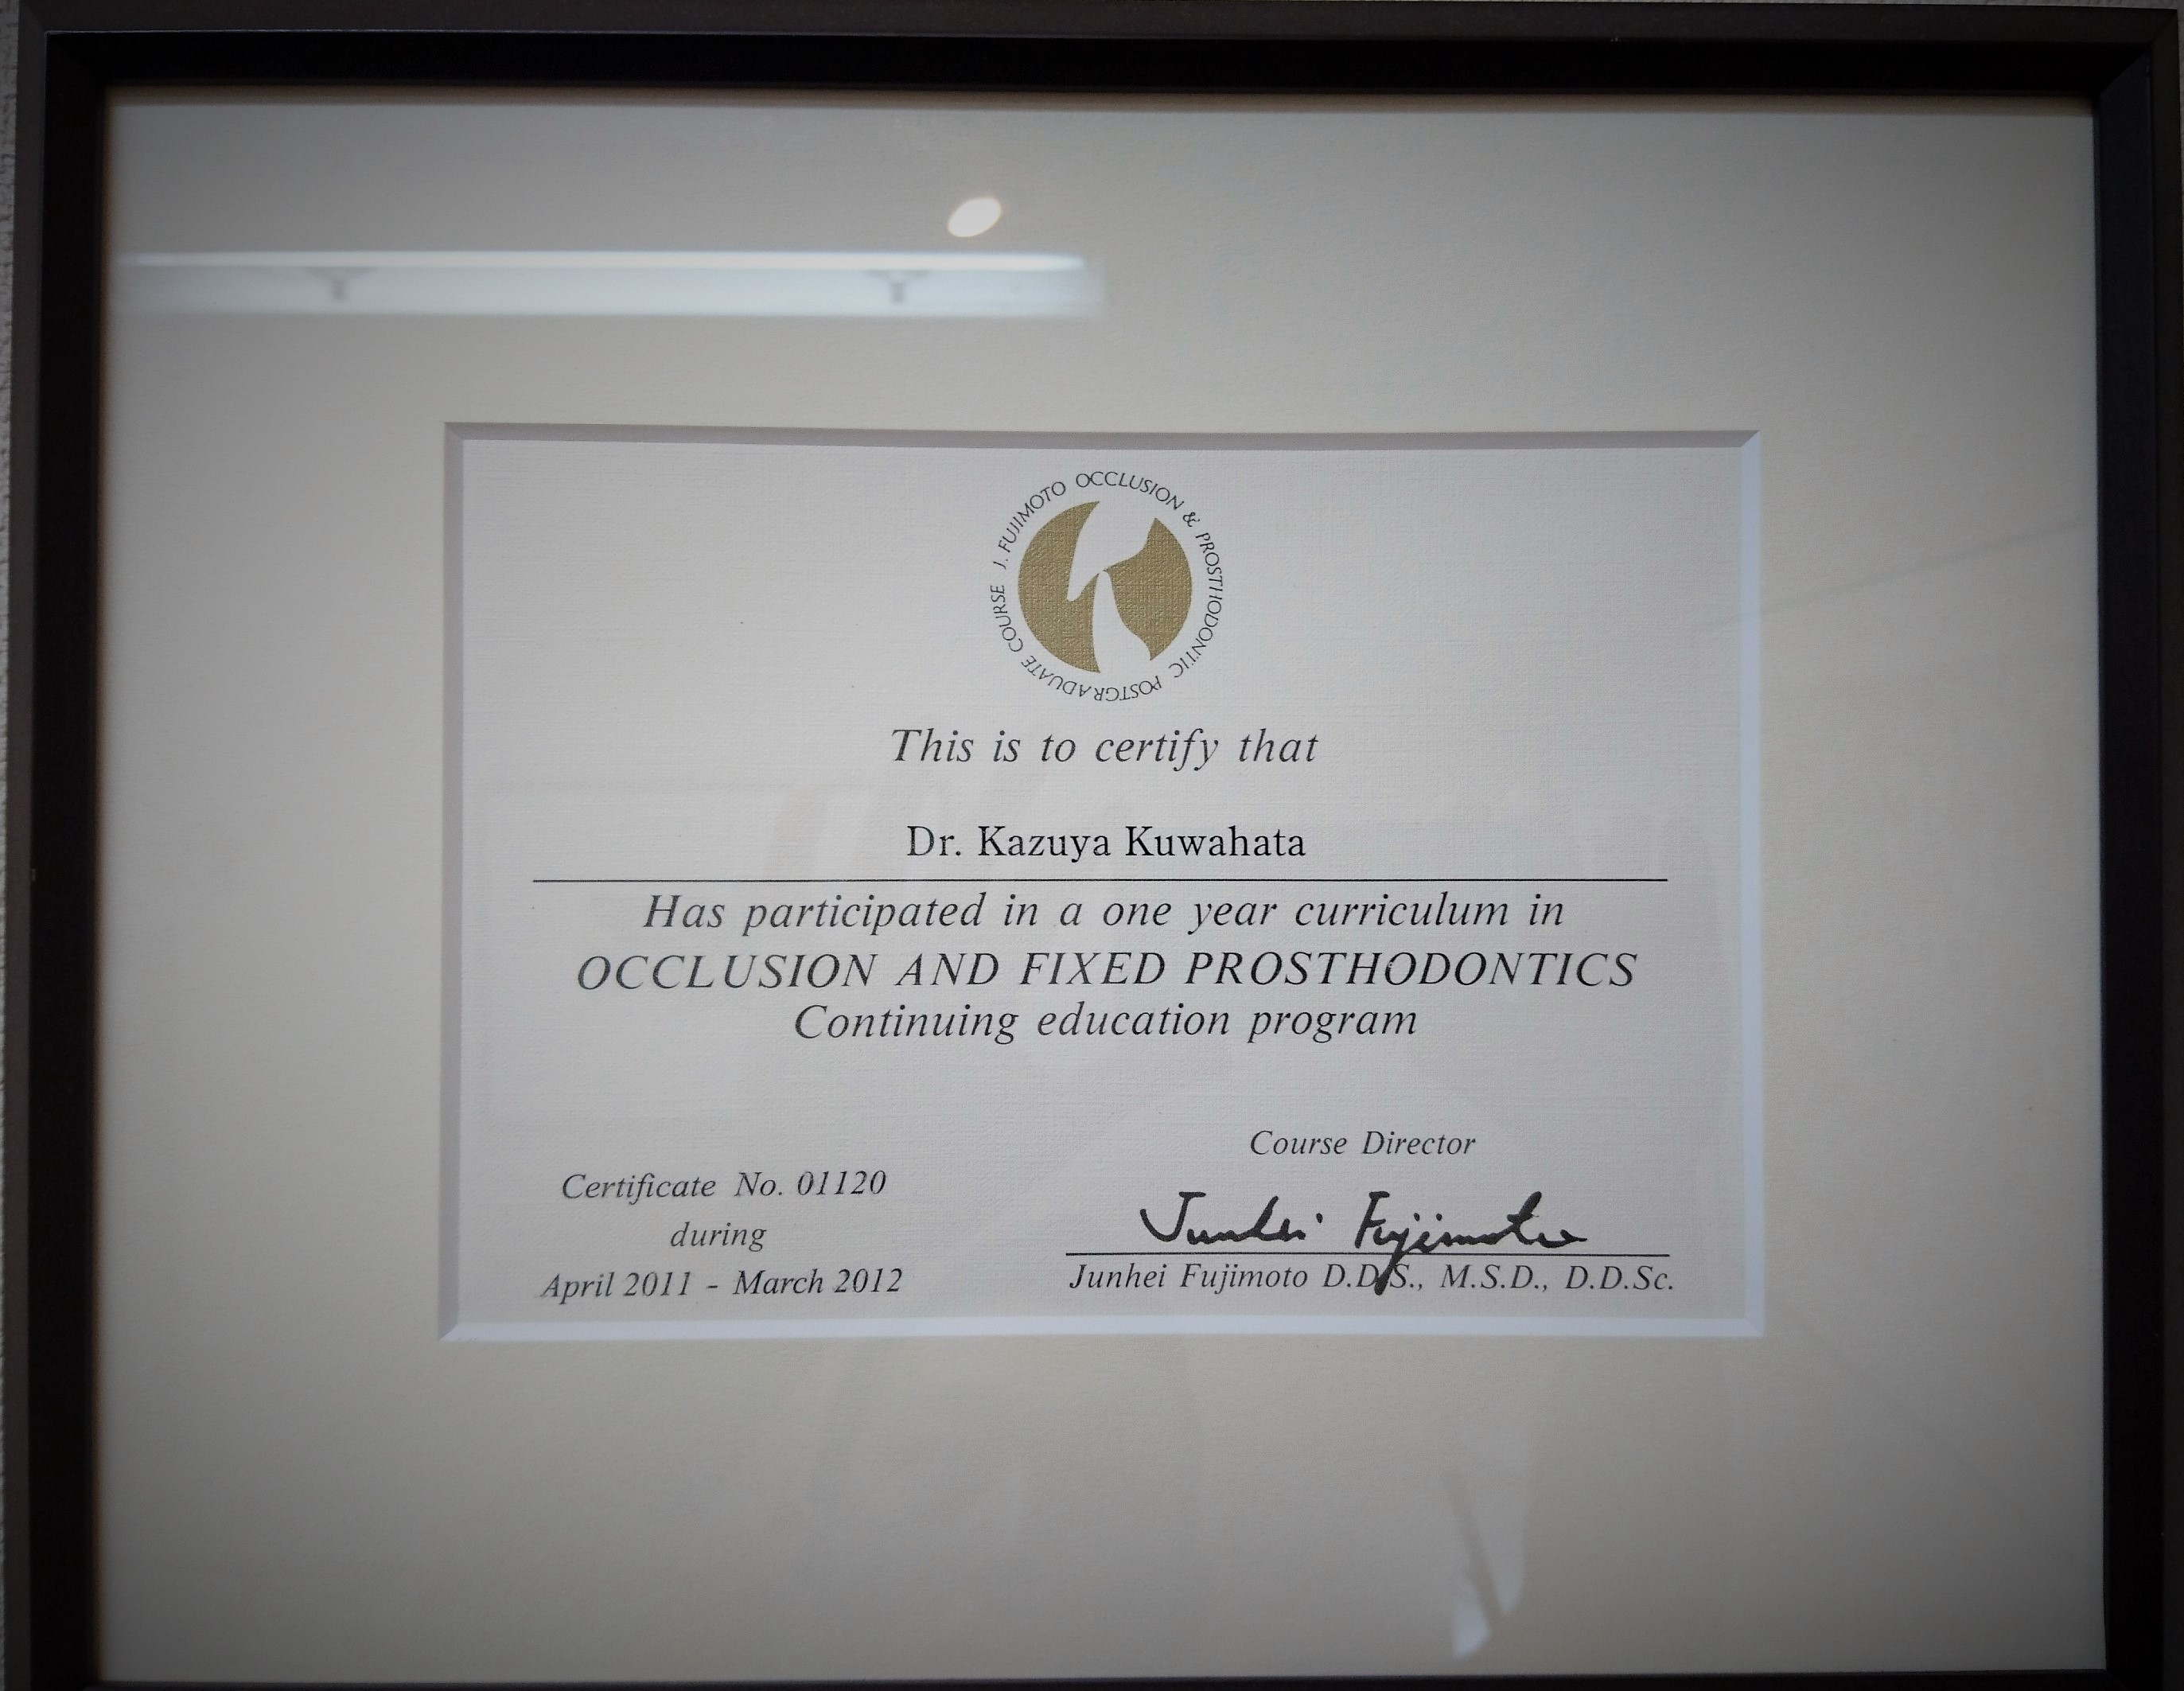 J. FUJIMOTO OCCLUSION & PROSTHODONTIC POSTGRADUATE COURSE
This is to certify that
Dr. Kazuya Kuwahata
Has participated in a one year curriculum in
OCCLUSION AND FIXED PROSTHODONTICS
Continuing education program
Certificate No. 01120
during
April 2011 - March 2012
Course Director
Junhei Fujimoto
Junhei Fujimoto D.D.S., M.S.D., D.D.Sc.